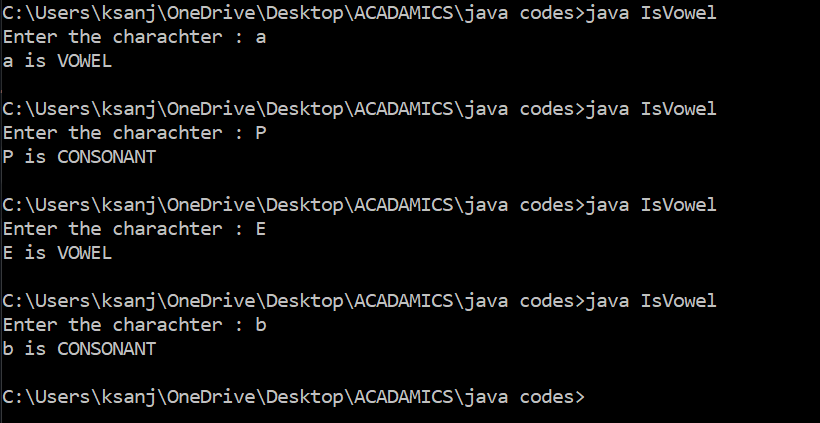 C:\Users\ksanj\OneDrive\Desktop\ACADAMICS\java codes>java IsVowel
Enter the charachter : a
a is VOWEL
C:\Users\ksanj\OneDrive\Desktop\ACADAMICS\java codes>java IsVowel
Enter the charachter : P
P is CONSONANT
C:\Users\ksanj\OneDrive\Desktop\ACADAMICS\java codes>java IsVowel
Enter the charachter : E
E is VOWEL
C:\Users\ksanj\OneDrive\Desktop\ACADAMICS\java codes>java IsVowel
Enter the charachter : b
b is CONSONANT
C:\Users\ksanj\OneDrive\Desktop\ACADAMICS\java codes>